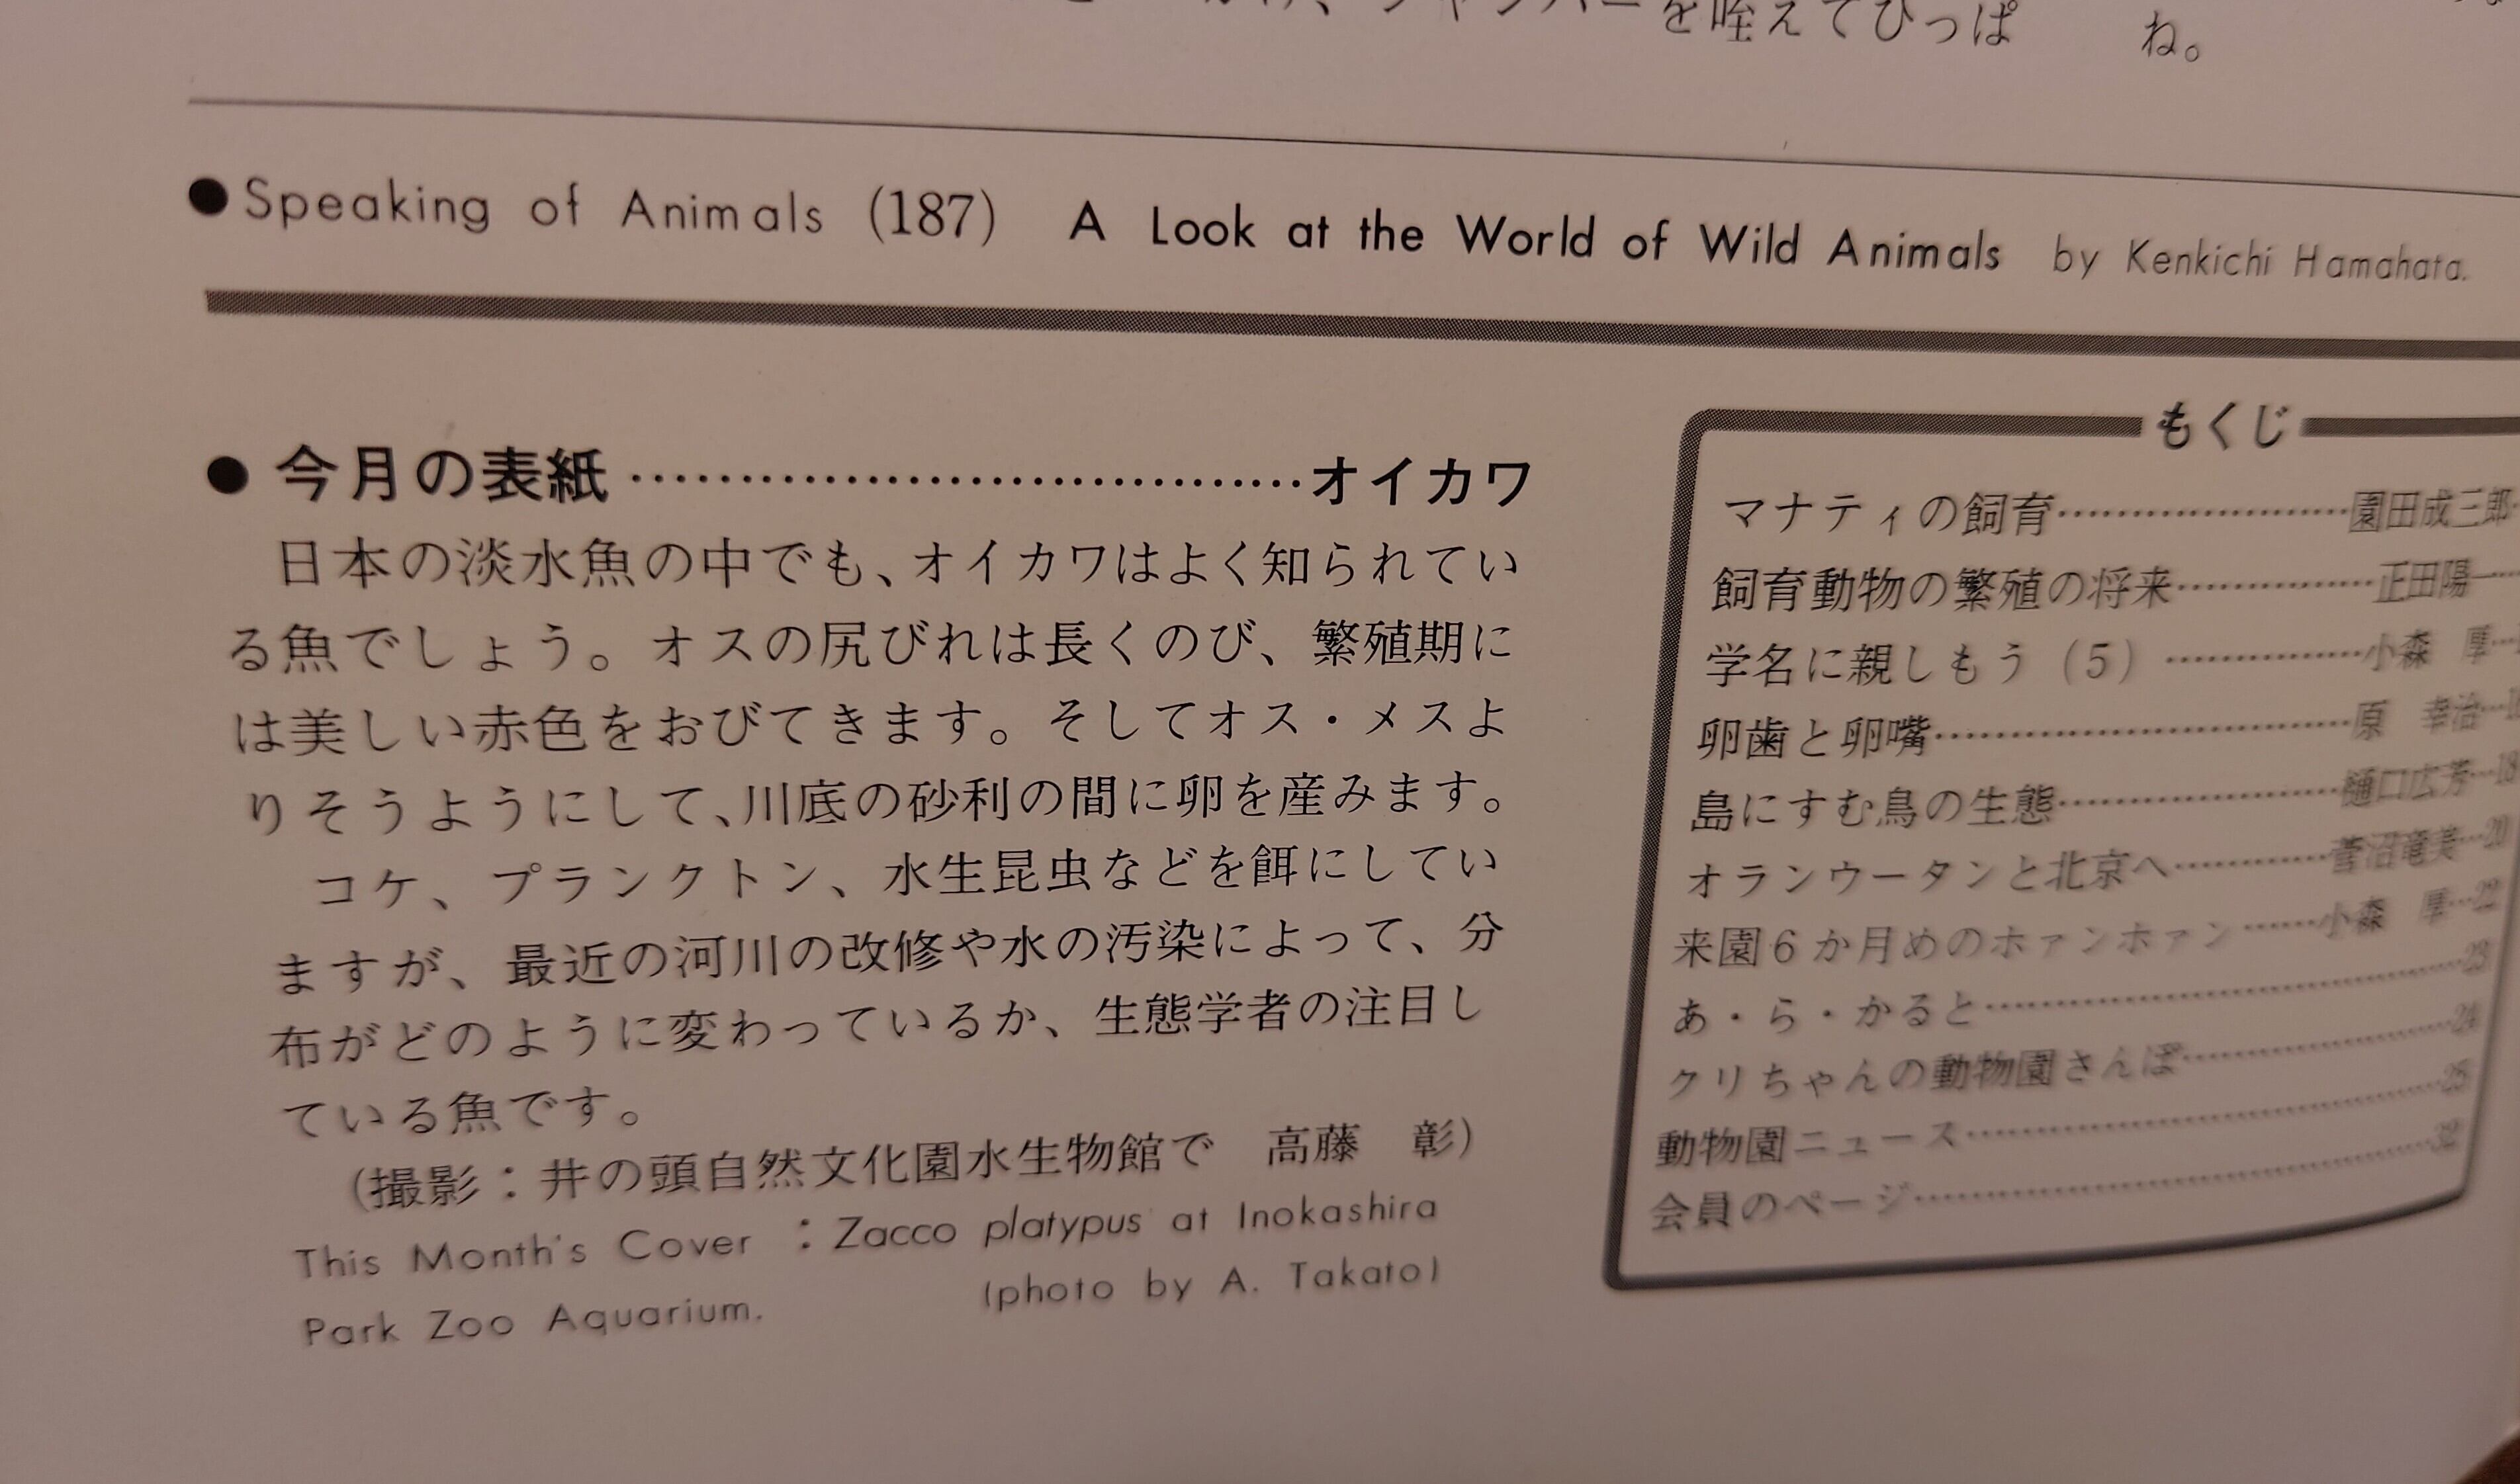 を咥えてひっぱ
ね。
●Speaking of Animals (187) A Look at the World of Wild Animals by Kenkichi Hamahata.
● 今月の表紙……………………………オイカワ
日本の淡水魚の中でも、オイカワはよく知られてい
る魚でしょう。オスの尻びれは長くのび、繁殖期に
は美しい赤色をおびてきます。そしてオス・メスよ
りそうようにして、川底の砂利の間に卵を産みます。
コケ、プランクトン、水生昆虫などを餌にしてい
ますが、最近の河川の改修や水の汚染によって、分
布がどのように変わっているか、生態学者の注目し
ている魚です。
(撮影：井の頭自然文化園水生物館で 高藤 彰)
This Month's Cover : Zacco platypus at Inokashira
Park Zoo Aquarium. (photo by A. Takato)
もくじ
マナティの飼育…………………園田成三郎
飼育動物の繁殖の将来……………正田陽一
学名に親しもう(5)……………小森 厚
卵歯と卵嘴…………………………原 幸治
島にすむ鳥の生態…………………樋口広芳…18
オランウータンと北京へ…………菅沼竜美…20
来園6か月めのホァンホァン……小森 厚…22
あ・ら・かると…………………………………23
クリちゃんの動物園さんぽ……………………24
動物園ニュース…………………………………25
会員のページ……………………………………32